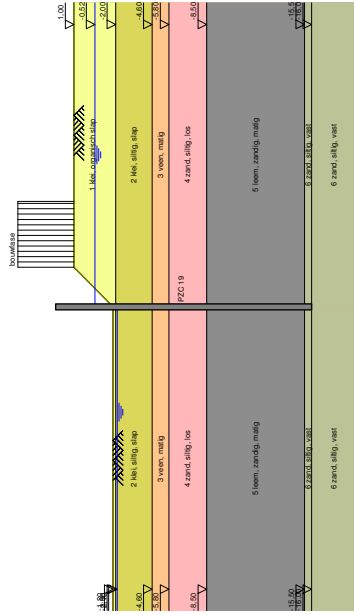 1,00
-0,52
-2,00
-4,60
-5,80
-8,50
-15,5
-16,0
1 klei, organisch slap
2 klei, siltig, slap
3 veen, matig
4 zand, siltig, los
5 leem, zandig, matig
6 zand, siltig, vast
6 zand, siltig, vast
bouwfase
PZC 19
2 klei, siltig, slap
3 veen, matig
4 zand, siltig, los
5 leem, zandig, matig
6 zand, siltig, vast
6 zand, siltig, vast
-4,60
-5,80
-8,50
-15,50
-16,00